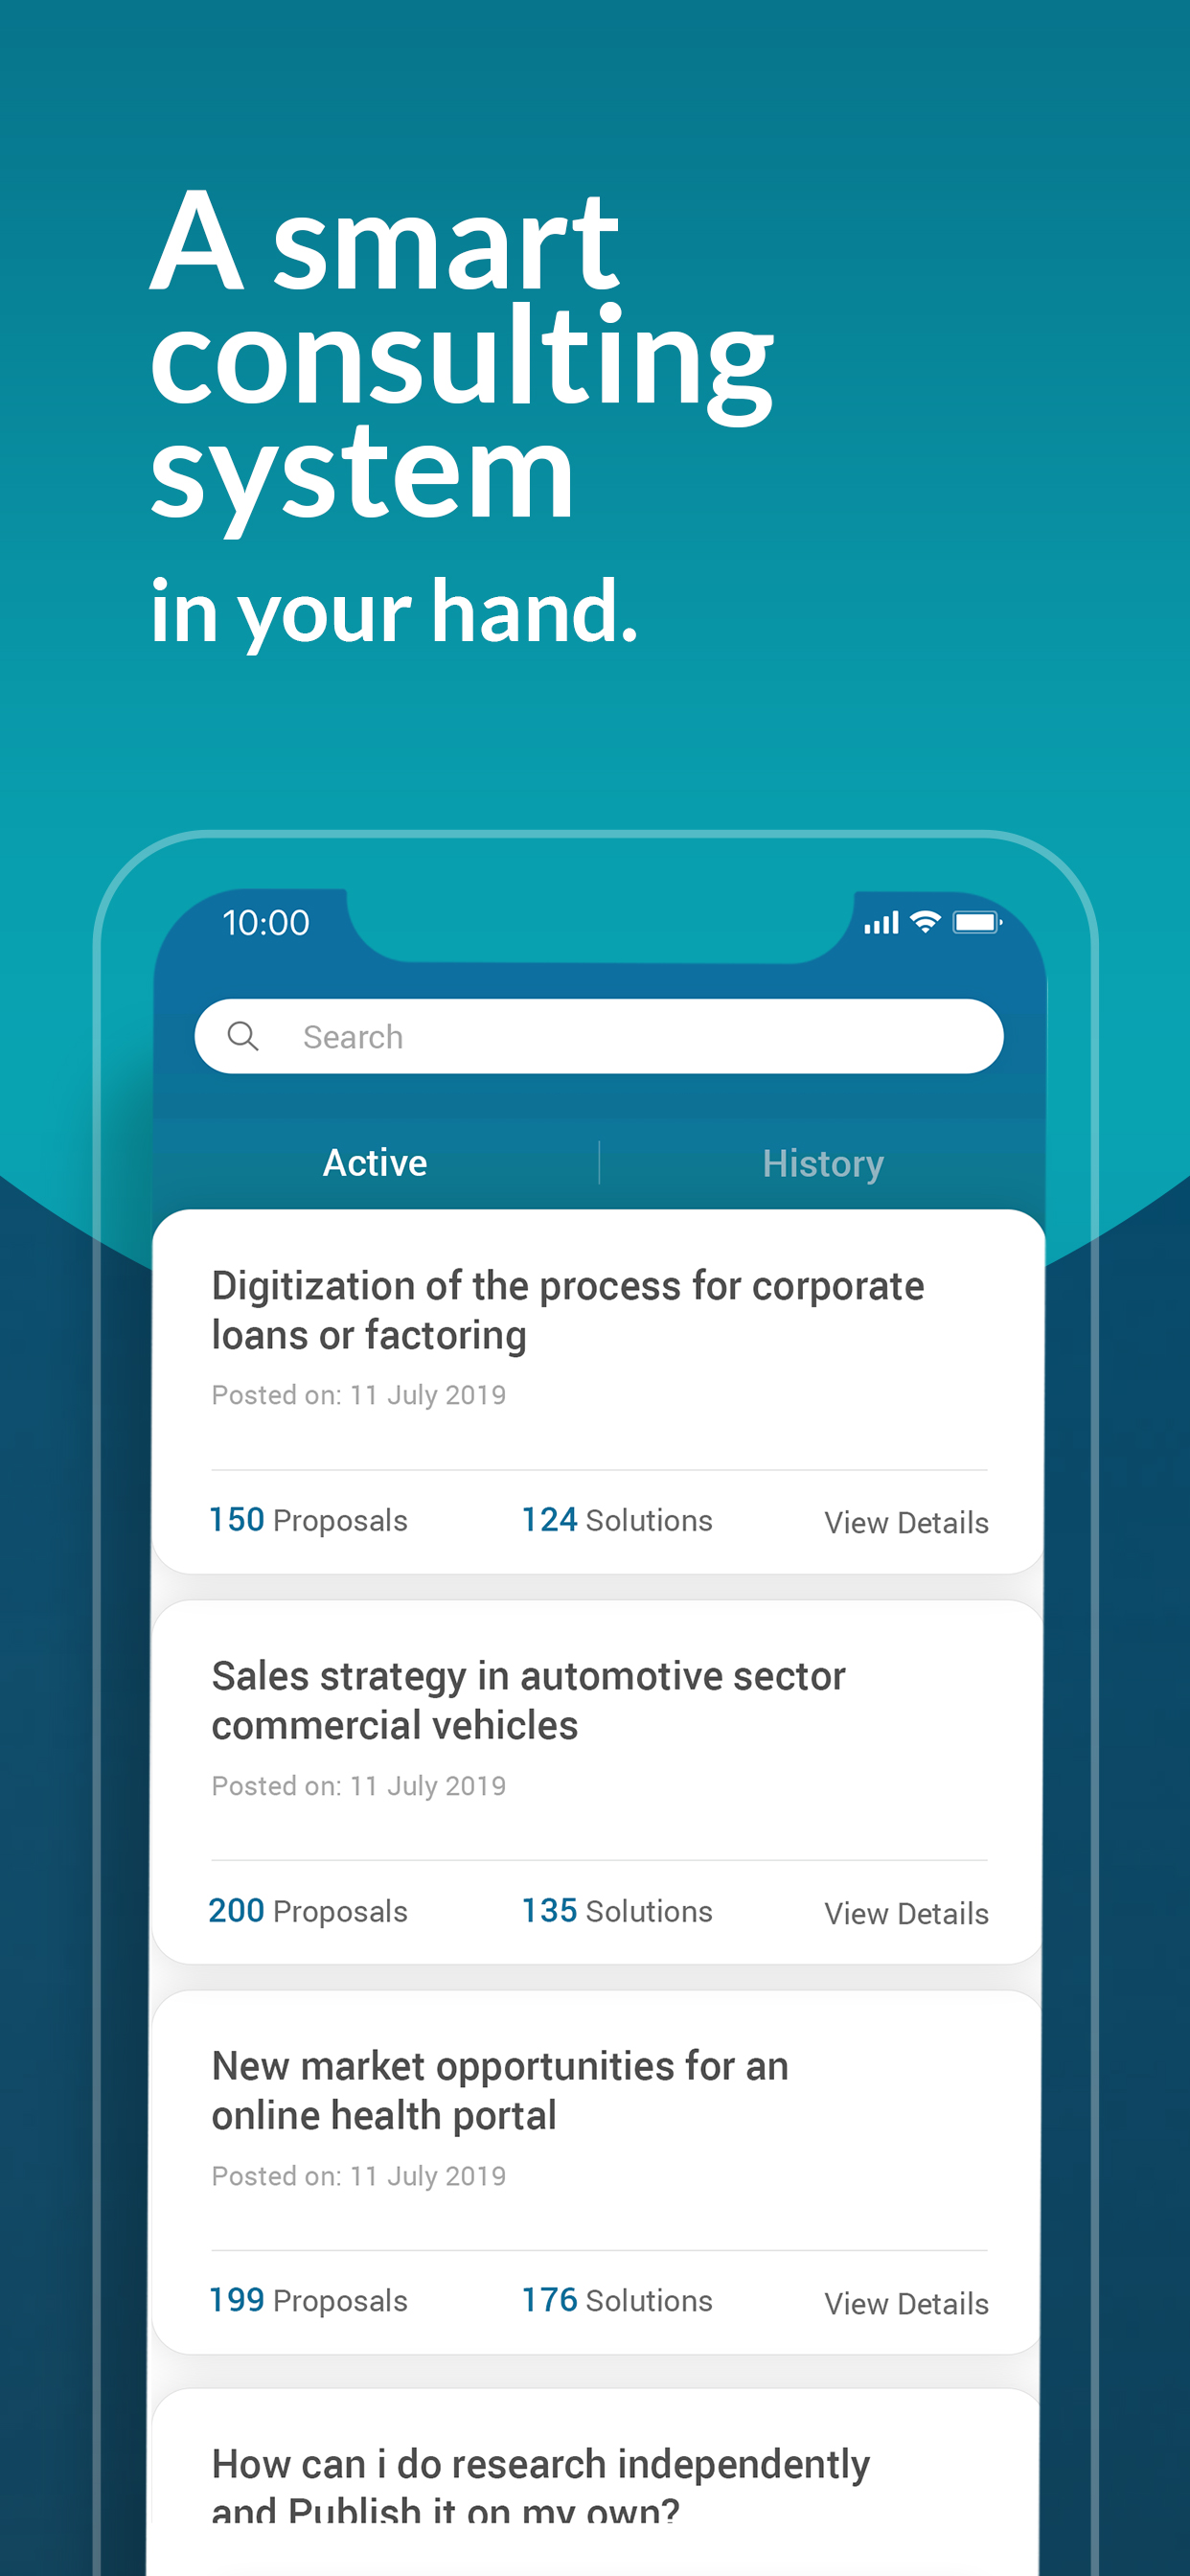 A smart
consulting
system
in your hand.
10:00
Search
Active
History
Digitization of the process for corporate
loans or factoring
Posted on: 11 July 2019
150 Proposals
124 Solutions
View Details
Sales strategy in automotive sector
commercial vehicles
Posted on: 11 July 2019
200 Proposals
135 Solutions
View Details
New market opportunities for an
online health portal
Posted on: 11 July 2019
199 Proposals
176 Solutions
View Details
How can i do research independently
and Publish it on my own?